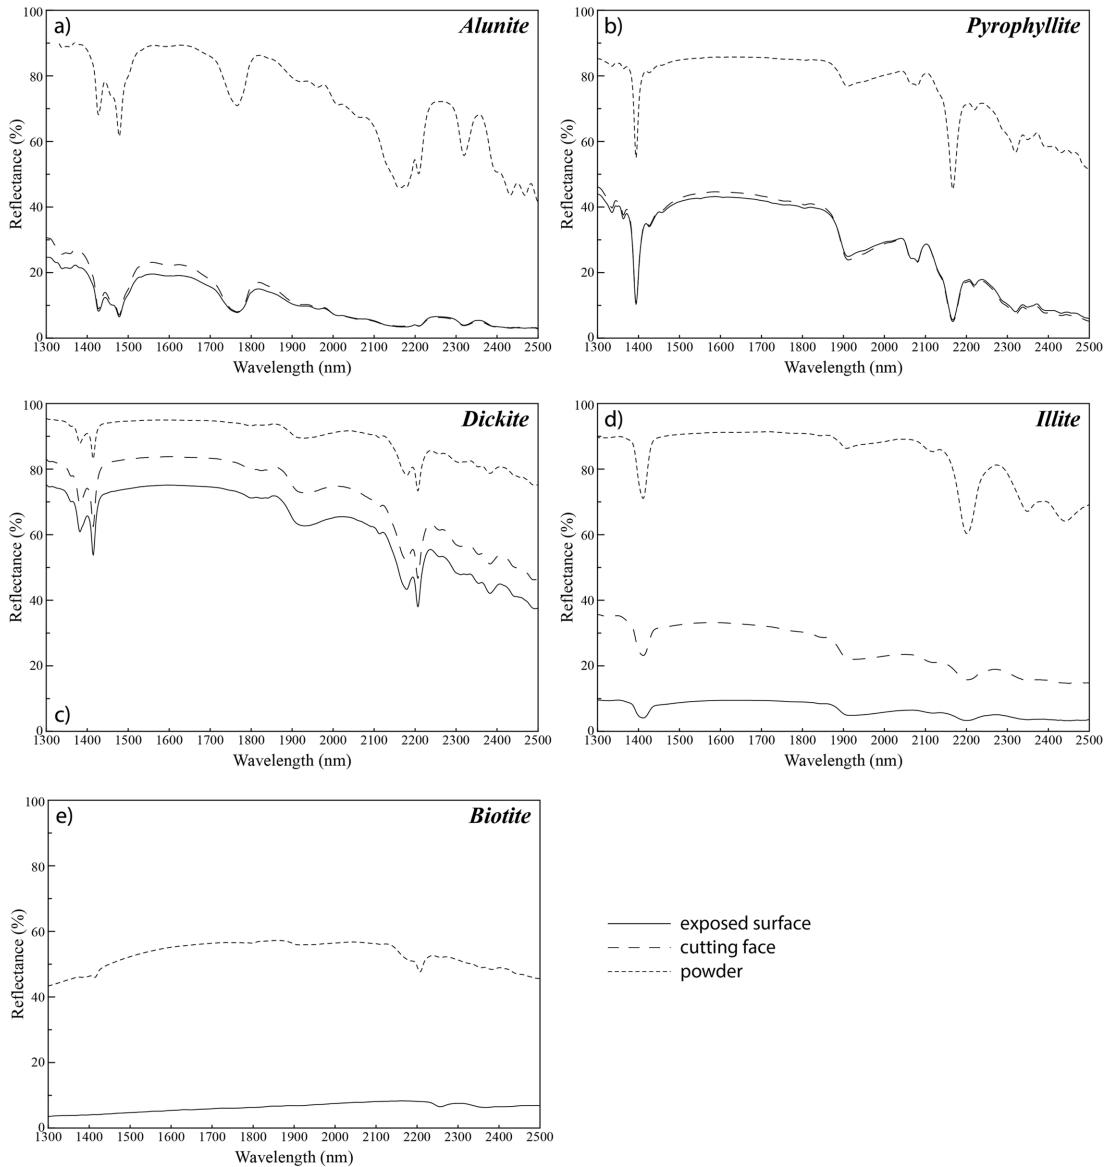 a)
Alunite
100
80
60
40
20
0
Reflectance (%)
1300 1400 1500 1600 1700 1800 1900 2000 2100 2200 2300 2400 2500
Wavelength (nm)
b)
Pyrophyllite
100
80
60
40
20
0
Reflectance (%)
1300 1400 1500 1600 1700 1800 1900 2000 2100 2200 2300 2400 2500
Wavelength (nm)
Dickite
100
80
60
40
20
0
Reflectance (%)
c)
1300 1400 1500 1600 1700 1800 1900 2000 2100 2200 2300 2400 2500
Wavelength (nm)
d)
Illite
100
80
60
40
20
0
Reflectance (%)
1300 1400 1500 1600 1700 1800 1900 2000 2100 2200 2300 2400 2500
Wavelength (nm)
e)
Biotite
100
80
60
40
20
0
Reflectance (%)
1300 1400 1500 1600 1700 1800 1900 2000 2100 2200 2300 2400 2500
Wavelength (nm)
exposed surface
cutting face
powder